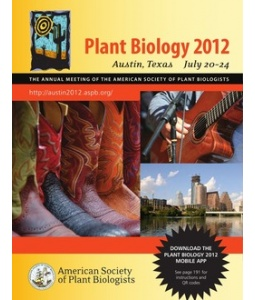 Plant Biology 2012
Austin, Texas July 20-24
THE ANNUAL MEETING OF THE AMERICAN SOCIETY OF PLANT BIOLOGISTS
http://austin2012.aspb.org/
DOWNLOAD THE
PLANT BIOLOGY 2012
MOBILE APP
See page 191 for
instructions and
QR codes
American Society
of Plant Biologists